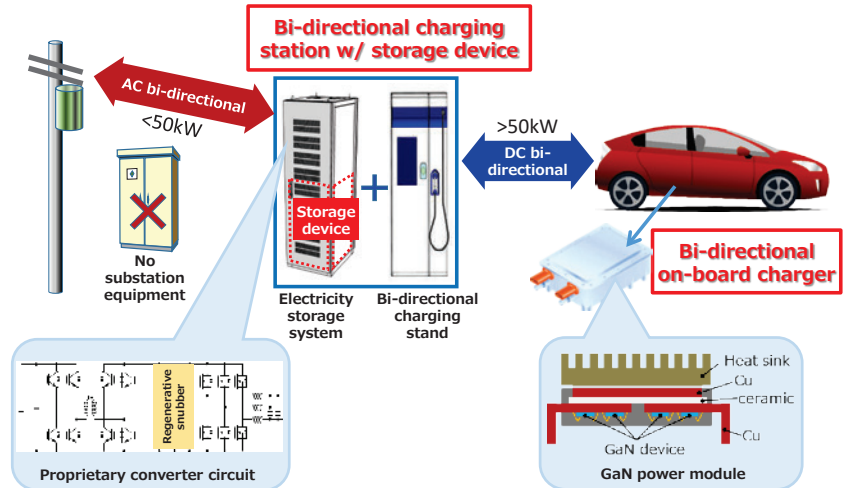 Bi-directional charging
station w/ storage device
AC bi-directional
<50kW
>50kW
DC bi-
directional
Storage
device
No
substation
equipment
Electricity
storage
system
Bi-directional
charging
stand
Bi-directional
on-board charger
Regenerative
snubber
Proprietary converter circuit
Heat sink
Cu
ceramic
GaN device
Cu
GaN power module